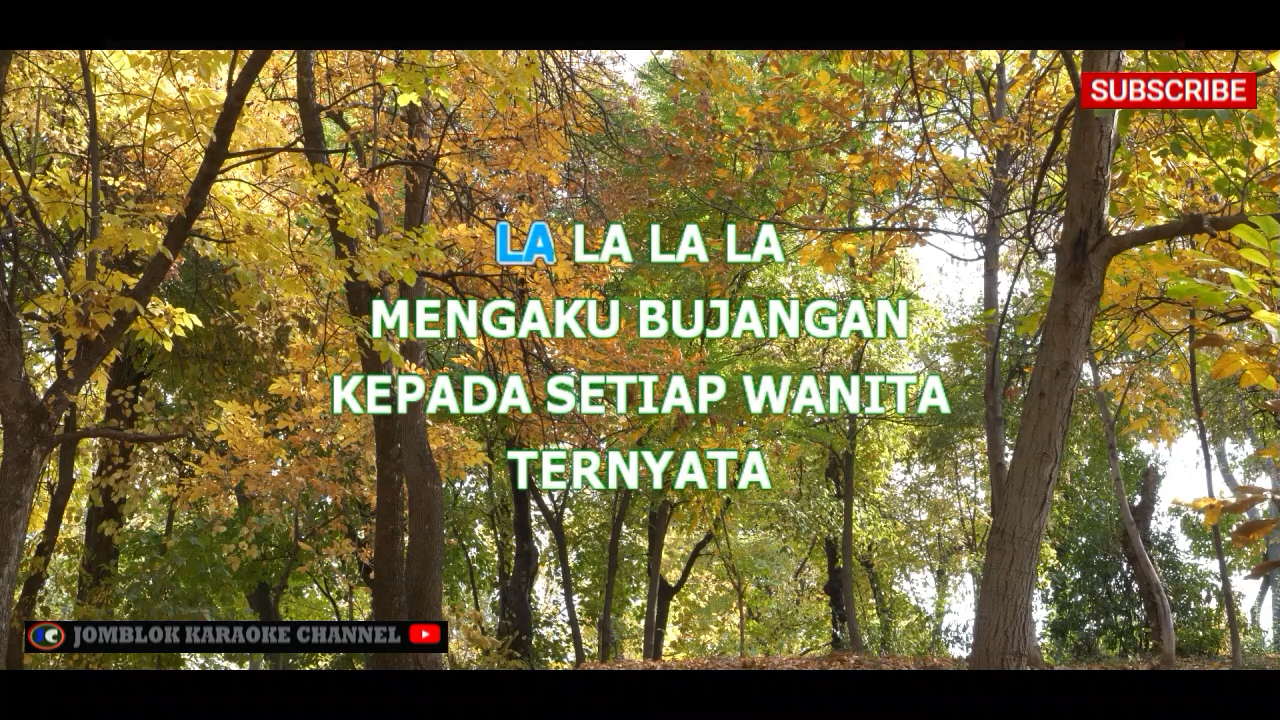 SUBSCRIBE
LA LA LA LA
MENGAKU BUJANGAN
KEPADA SETIAP WANITA
TERNYATA
JOMBLOK KARAOKE CHANNEL